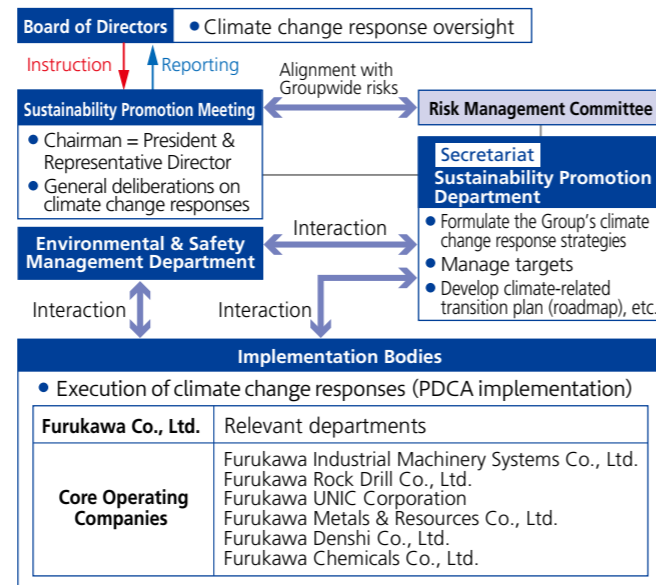 Board of Directors
• Climate change response oversight
Instruction
Reporting
Alignment with
Groupwide risks
Sustainability Promotion Meeting
• Chairman = President &
Representative Director
• General deliberations on
climate change responses
Risk Management Committee
Secretariat
Sustainability Promotion
Department
• Formulate the Group's climate
change response strategies
• Manage targets
• Develop climate-related
transition plan (roadmap), etc.
Environmental & Safety
Management Department
Interaction
Interaction
Interaction
Implementation Bodies
• Execution of climate change responses (PDCA implementation)
Furukawa Co., Ltd.
Relevant departments
Core Operating
Companies
Furukawa Industrial Machinery Systems Co., Ltd.
Furukawa Rock Drill Co., Ltd.
Furukawa UNIC Corporation
Furukawa Metals & Resources Co., Ltd.
Furukawa Denshi Co., Ltd.
Furukawa Chemicals Co., Ltd.